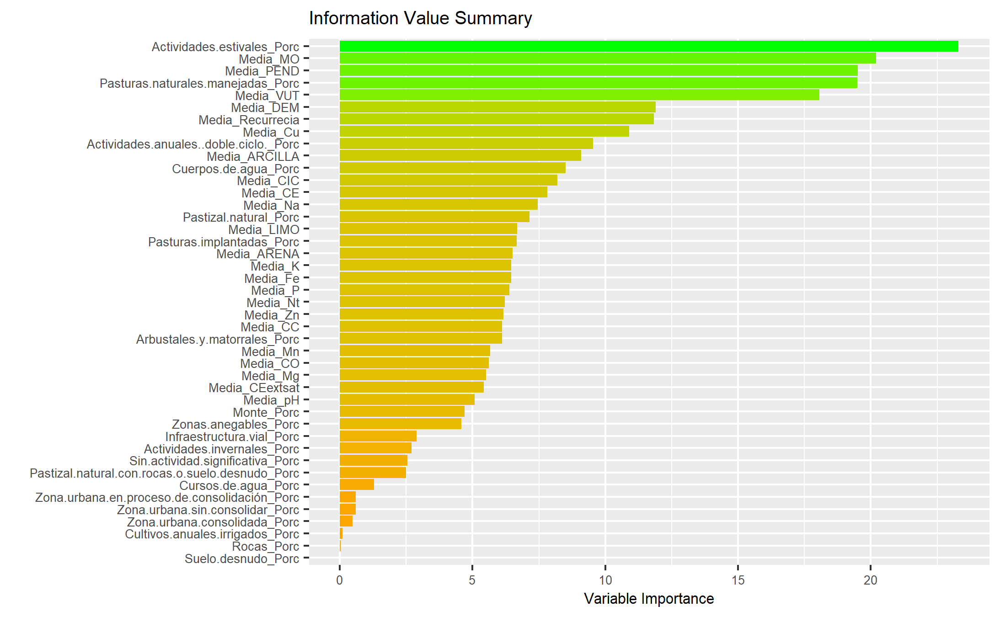 Information Value Summary
Actividades.estivales_Porc
Media_MO
Media_PEND
Pasturas.naturales.manejadas_Porc
Media_VUT
Media_DEM
Media_Recurrecia
Media_Cu
Actividades.anuales..doble.ciclo._Porc
Media_ARCILLA
Cuerpos.de.agua_Porc
Media_CIC
Media_CE
Media_Na
Pastizal.natural_Porc
Media_LIMO
Pasturas.implantadas_Porc
Media_ARENA
Media_K
Media_Fe
Media_P
Media_Nt
Media_Zn
Media_CC
Arbustales.y.matorrales_Porc
Media_Mn
Media_CO
Media_Mg
Media_CEextsat
Media_pH
Monte_Porc
Zonas.anegables_Porc
Infraestructura.vial_Porc
Actividades.invernales_Porc
Sin.actividad.significativa_Porc
Pastizal.natural.con.rocas.o.suelo.desnudo_Porc
Cursos.de.agua_Porc
Zona.urbana.en.proceso.de.consolidación_Porc
Zona.urbana.sin.consolidar_Porc
Zona.urbana.consolidada_Porc
Cultivos.anuales.irrigados_Porc
Rocas_Porc
Suelo.desnudo_Porc
0 5 10 15 20
Variable Importance